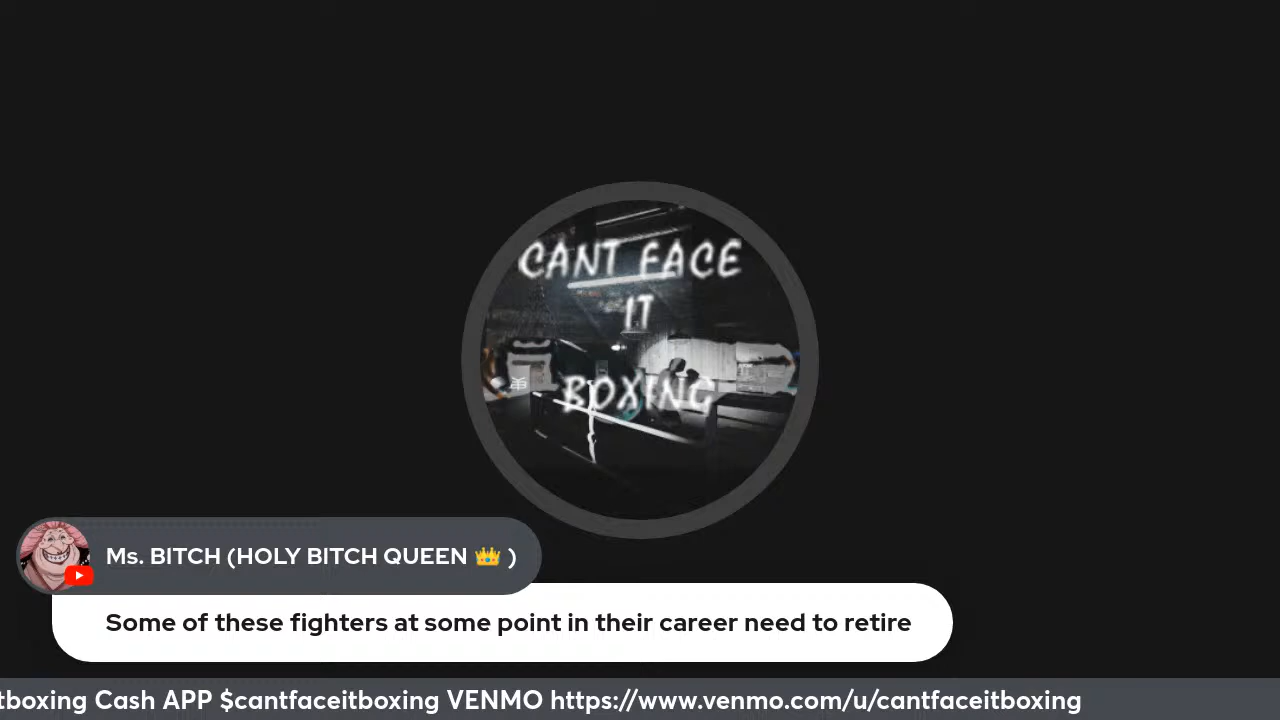 CANT FACE
IT
BOXING
Ms. BITCH (HOLY BITCH QUEEN 👑 )
Some of these fighters at some point in their career need to retire
tboxing Cash APP $cantfaceitboxing VENMO https://www.venmo.com/u/cantfaceitboxing